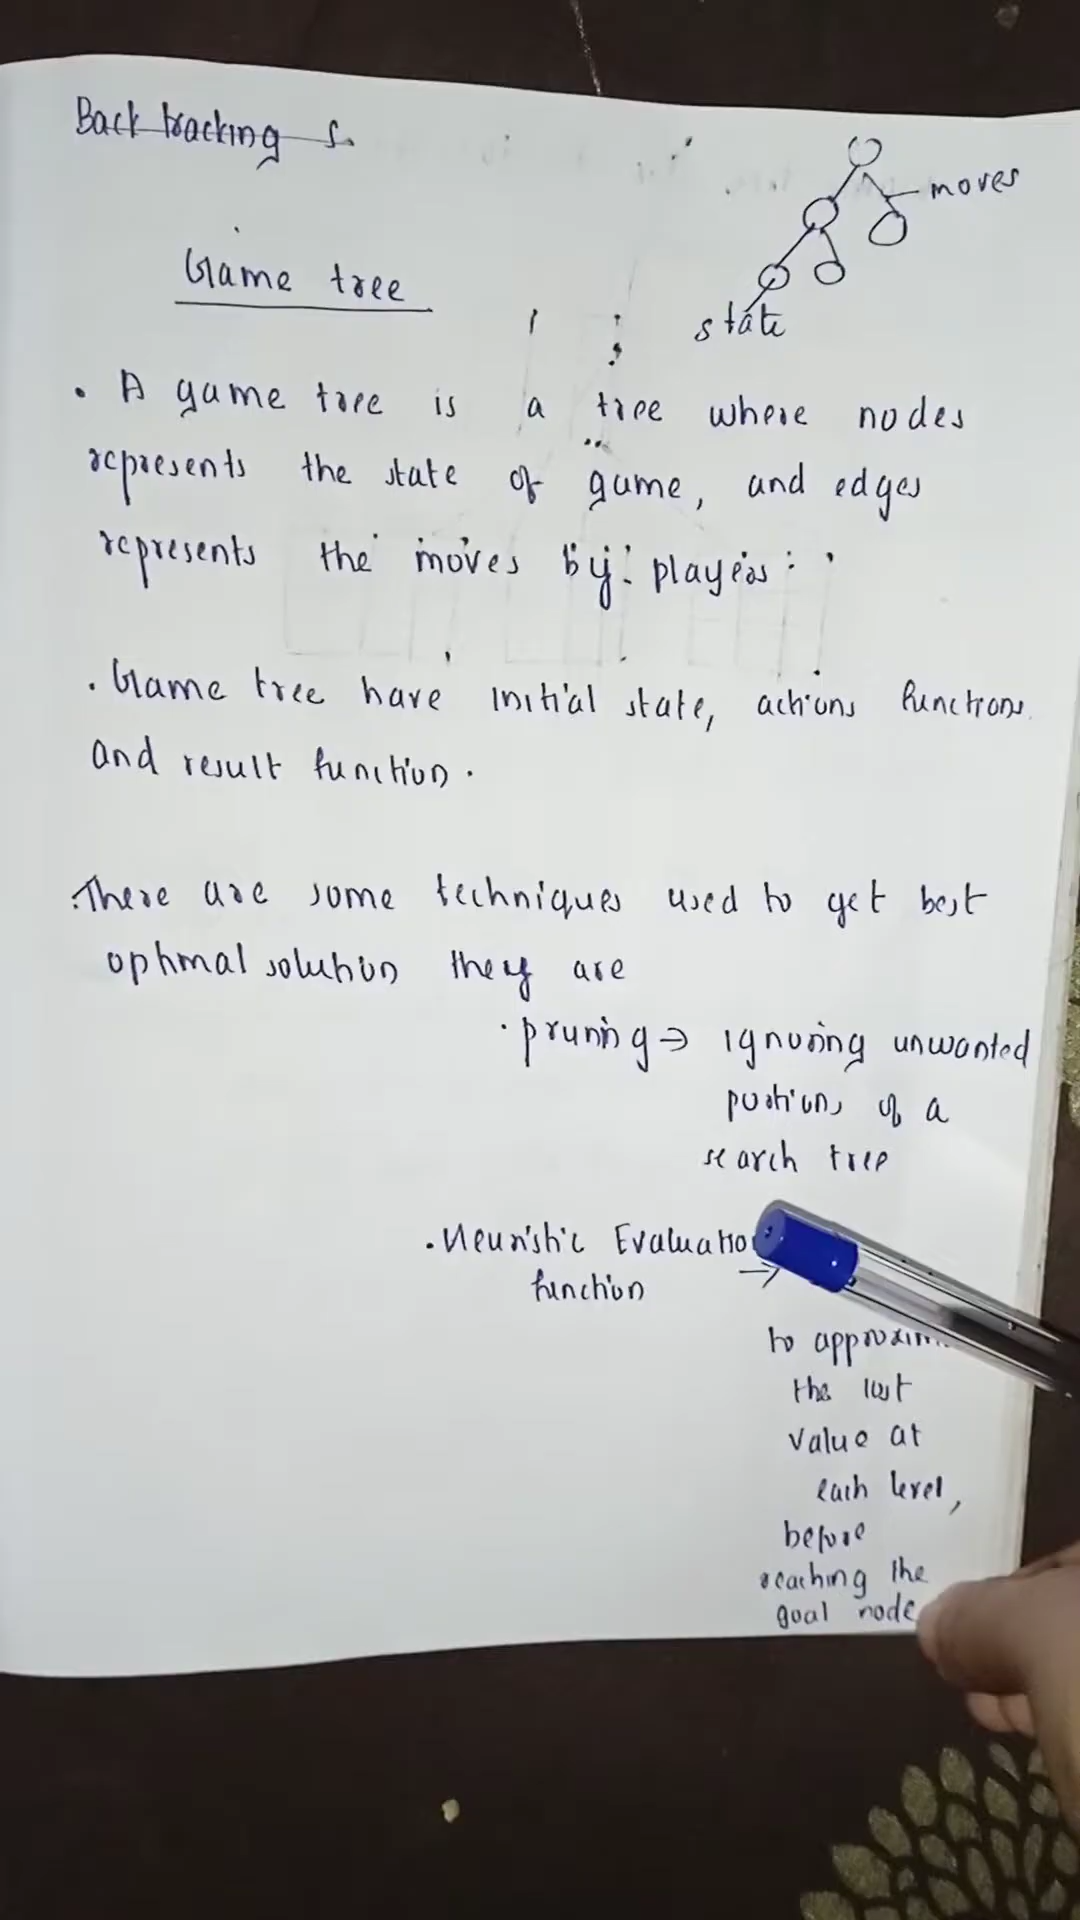 Game tree
moves
state
. A game tree is a tree where nodes
represents the state of game, and edges
represents the moves by players.
. Game tree have initial state, actions functions
and result function.
.There are some techniques used to get best
optimal solution they are
. pruning → ignoring unwanted
portions of a
search tree
. Heuristic Evaluatio
function →
to approxim
the cost
value at
each level,
before
reaching the
goal node